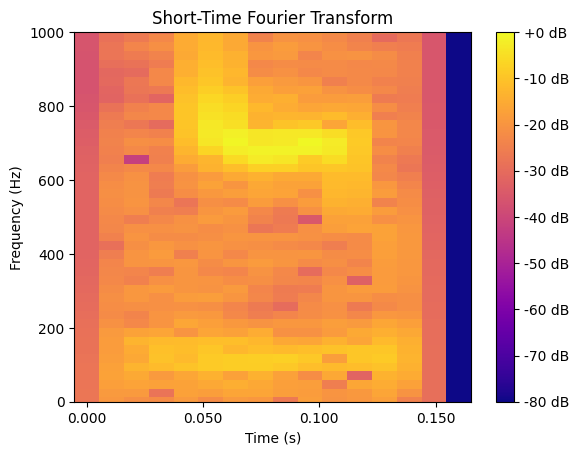 Short-Time Fourier Transform
1000
800
600
400
200
0
Frequency (Hz)
0.000
0.050
0.100
0.150
Time (s)
+0 dB
-10 dB
-20 dB
-30 dB
-40 dB
-50 dB
-60 dB
-70 dB
-80 dB